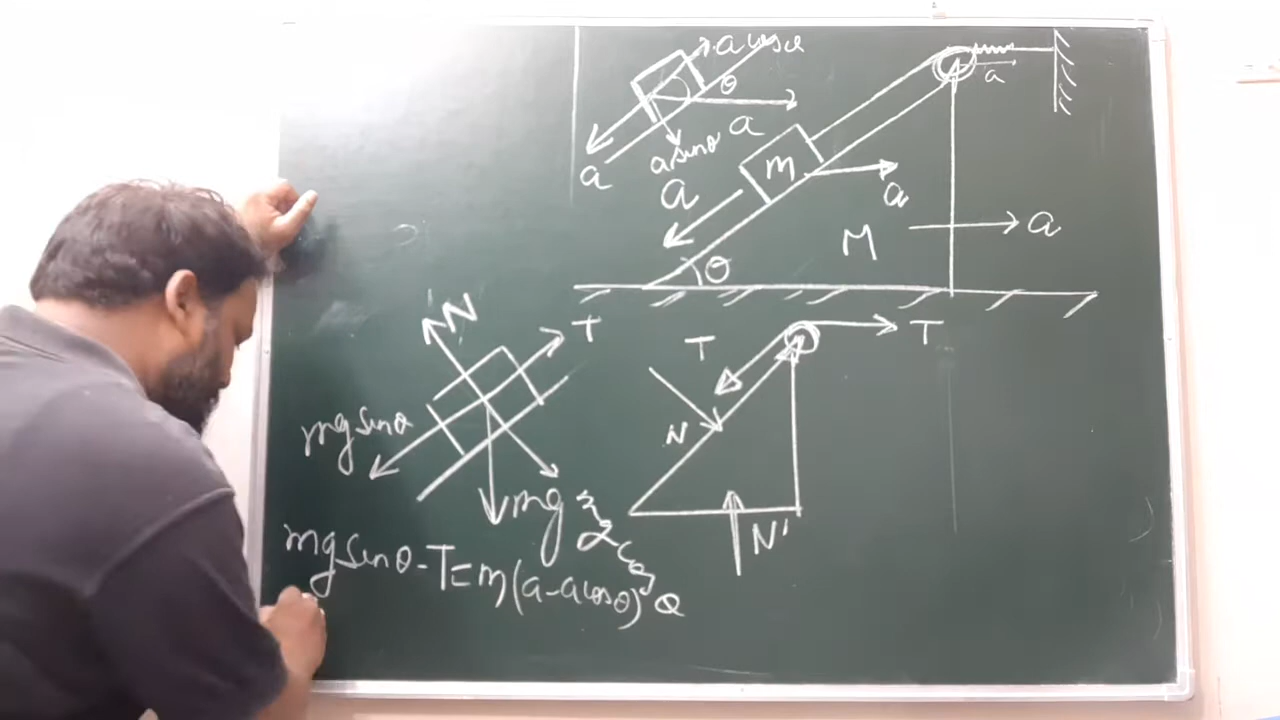 a cosθ
θ
a
a sinθ
a
a
m
a
a
a
M
θ
N
T
mg sinθ
mg
T
T
N
N'
mg sinθ - T = m(a - a cosθ)